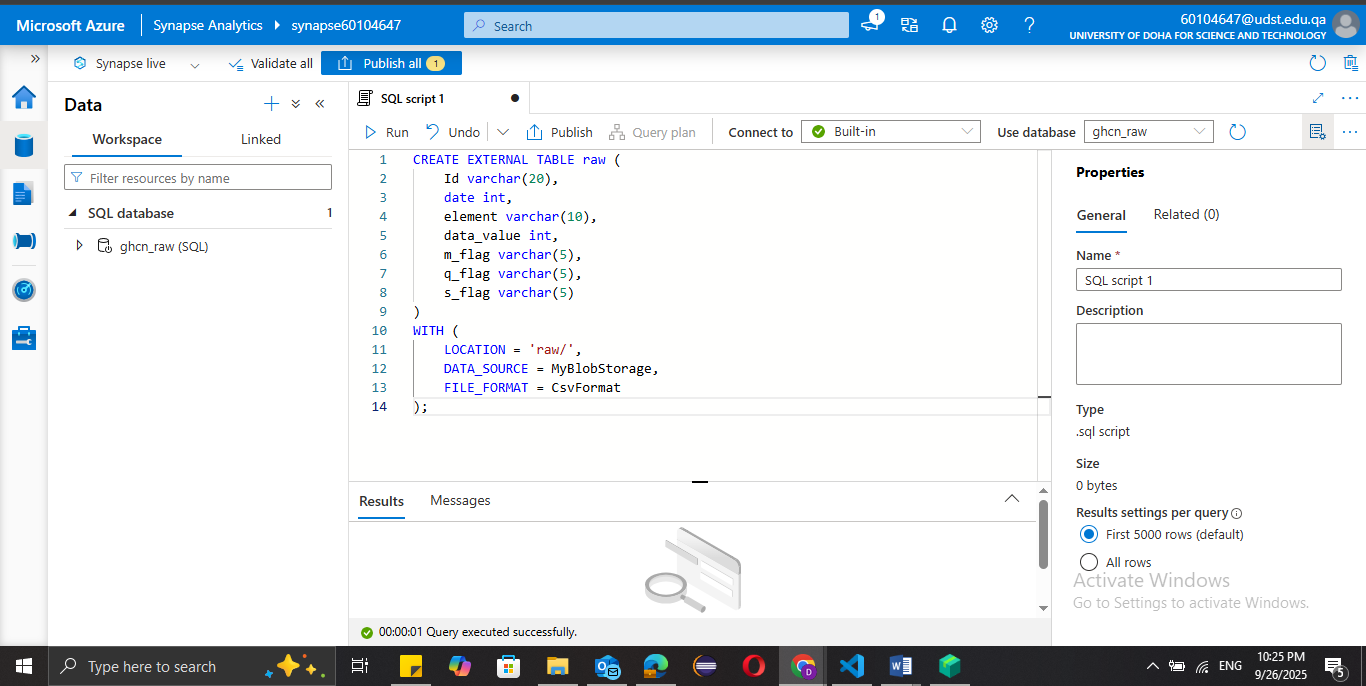 Microsoft Azure
Synapse Analytics
synapse60104647
Search
1
60104647@udst.edu.qa
UNIVERSITY OF DOHA FOR SCIENCE AND TECHNOLOGY
Synapse live
Validate all
Publish all
1
Data
Workspace
Linked
Filter resources by name
SQL database
1
ghcn_raw (SQL)
SQL script 1
Run
Undo
Publish
Query plan
Connect to
Built-in
Use database
ghcn_raw
1 CREATE EXTERNAL TABLE raw (
2 Id varchar(20),
3 date int,
4 element varchar(10),
5 data_value int,
6 m_flag varchar(5),
7 q_flag varchar(5),
8 s_flag varchar(5)
9 )
10 WITH (
11 LOCATION = 'raw/',
12 DATA_SOURCE = MyBlobStorage,
13 FILE_FORMAT = CsvFormat
14 );
Results
Messages
00:00:01 Query executed successfully.
Properties
General
Related (0)
Name *
SQL script 1
Description
Type
.sql script
Size
0 bytes
Results settings per query
First 5000 rows (default)
All rows
Activate Windows
Go to Settings to activate Windows.
Type here to search
ENG
10:25 PM
9/26/2025
5